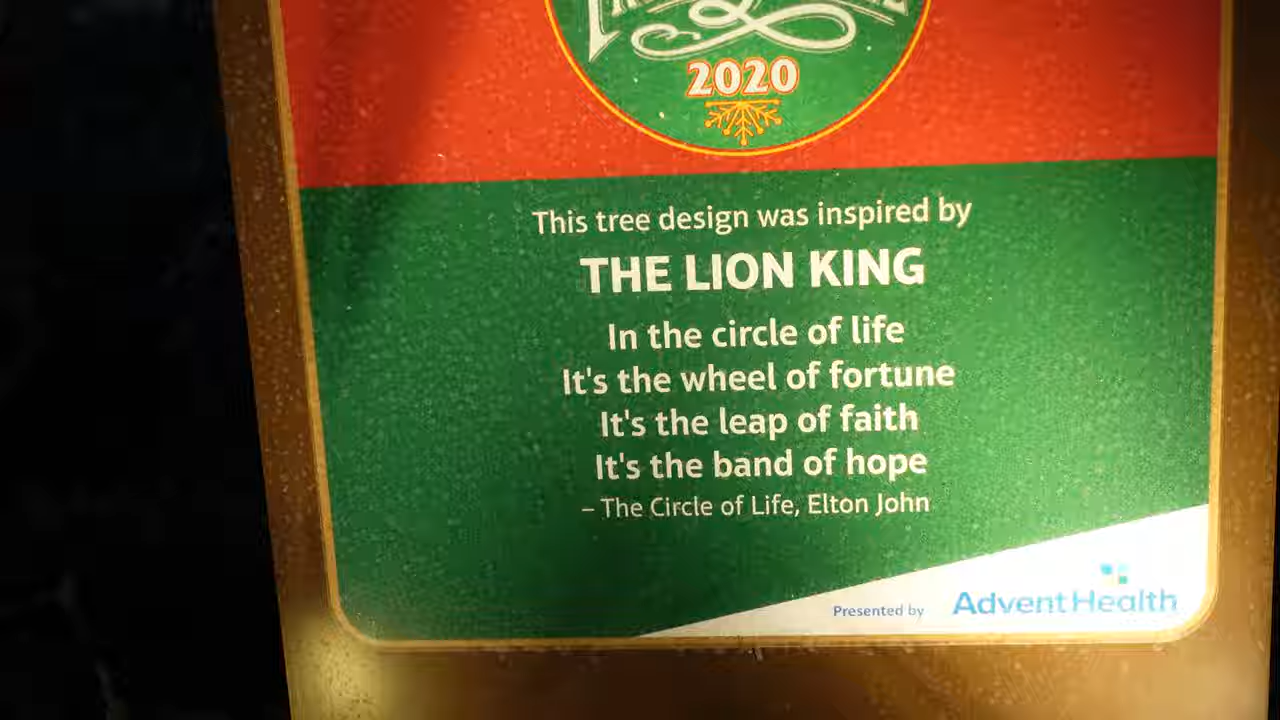 2020
This tree design was inspired by
THE LION KING
In the circle of life
It's the wheel of fortune
It's the leap of faith
It's the band of hope
– The Circle of Life, Elton John
Presented by AdventHealth